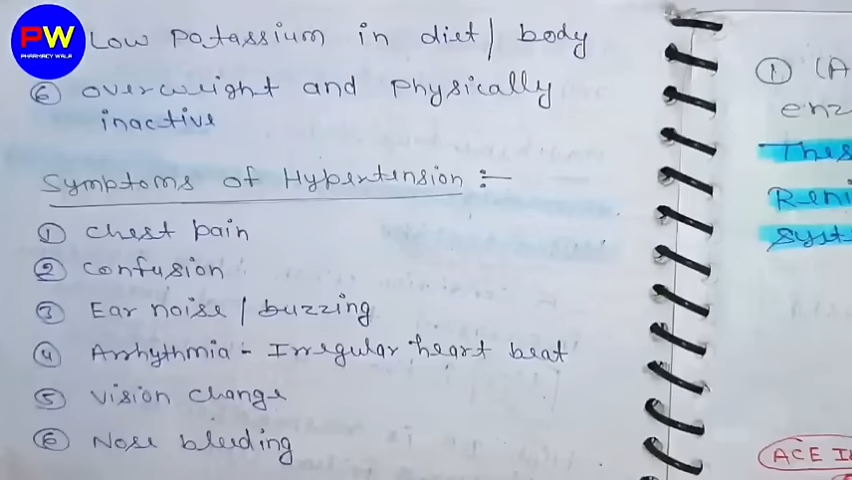 PW
PHARMACY WALA
Low Potassium in diet/ body
⑥ overweight and physically
inactive
Symptoms of Hypertension :-
① chest pain
② confusion
③ Ear noise / buzzing
④ Arrhythmia - Irregular heart beat
⑤ vision change
⑥ Nose bleeding
① (A
enz
Thes
Reni
Syst
ACE I